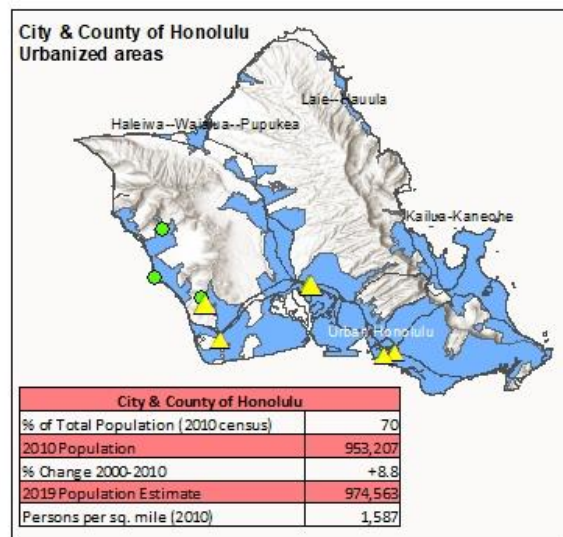 City & County of Honolulu
Urbanized areas
Laie--Hauula
Haleiwa--Waialua--Pupukea
Kailua-Kaneohe
Urban Honolulu
City & County of Honolulu
% of Total Population (2010 census) 70
2010 Population 953,207
% Change 2000-2010 +8.8
2019 Population Estimate 974,563
Persons per sq. mile (2010) 1,587